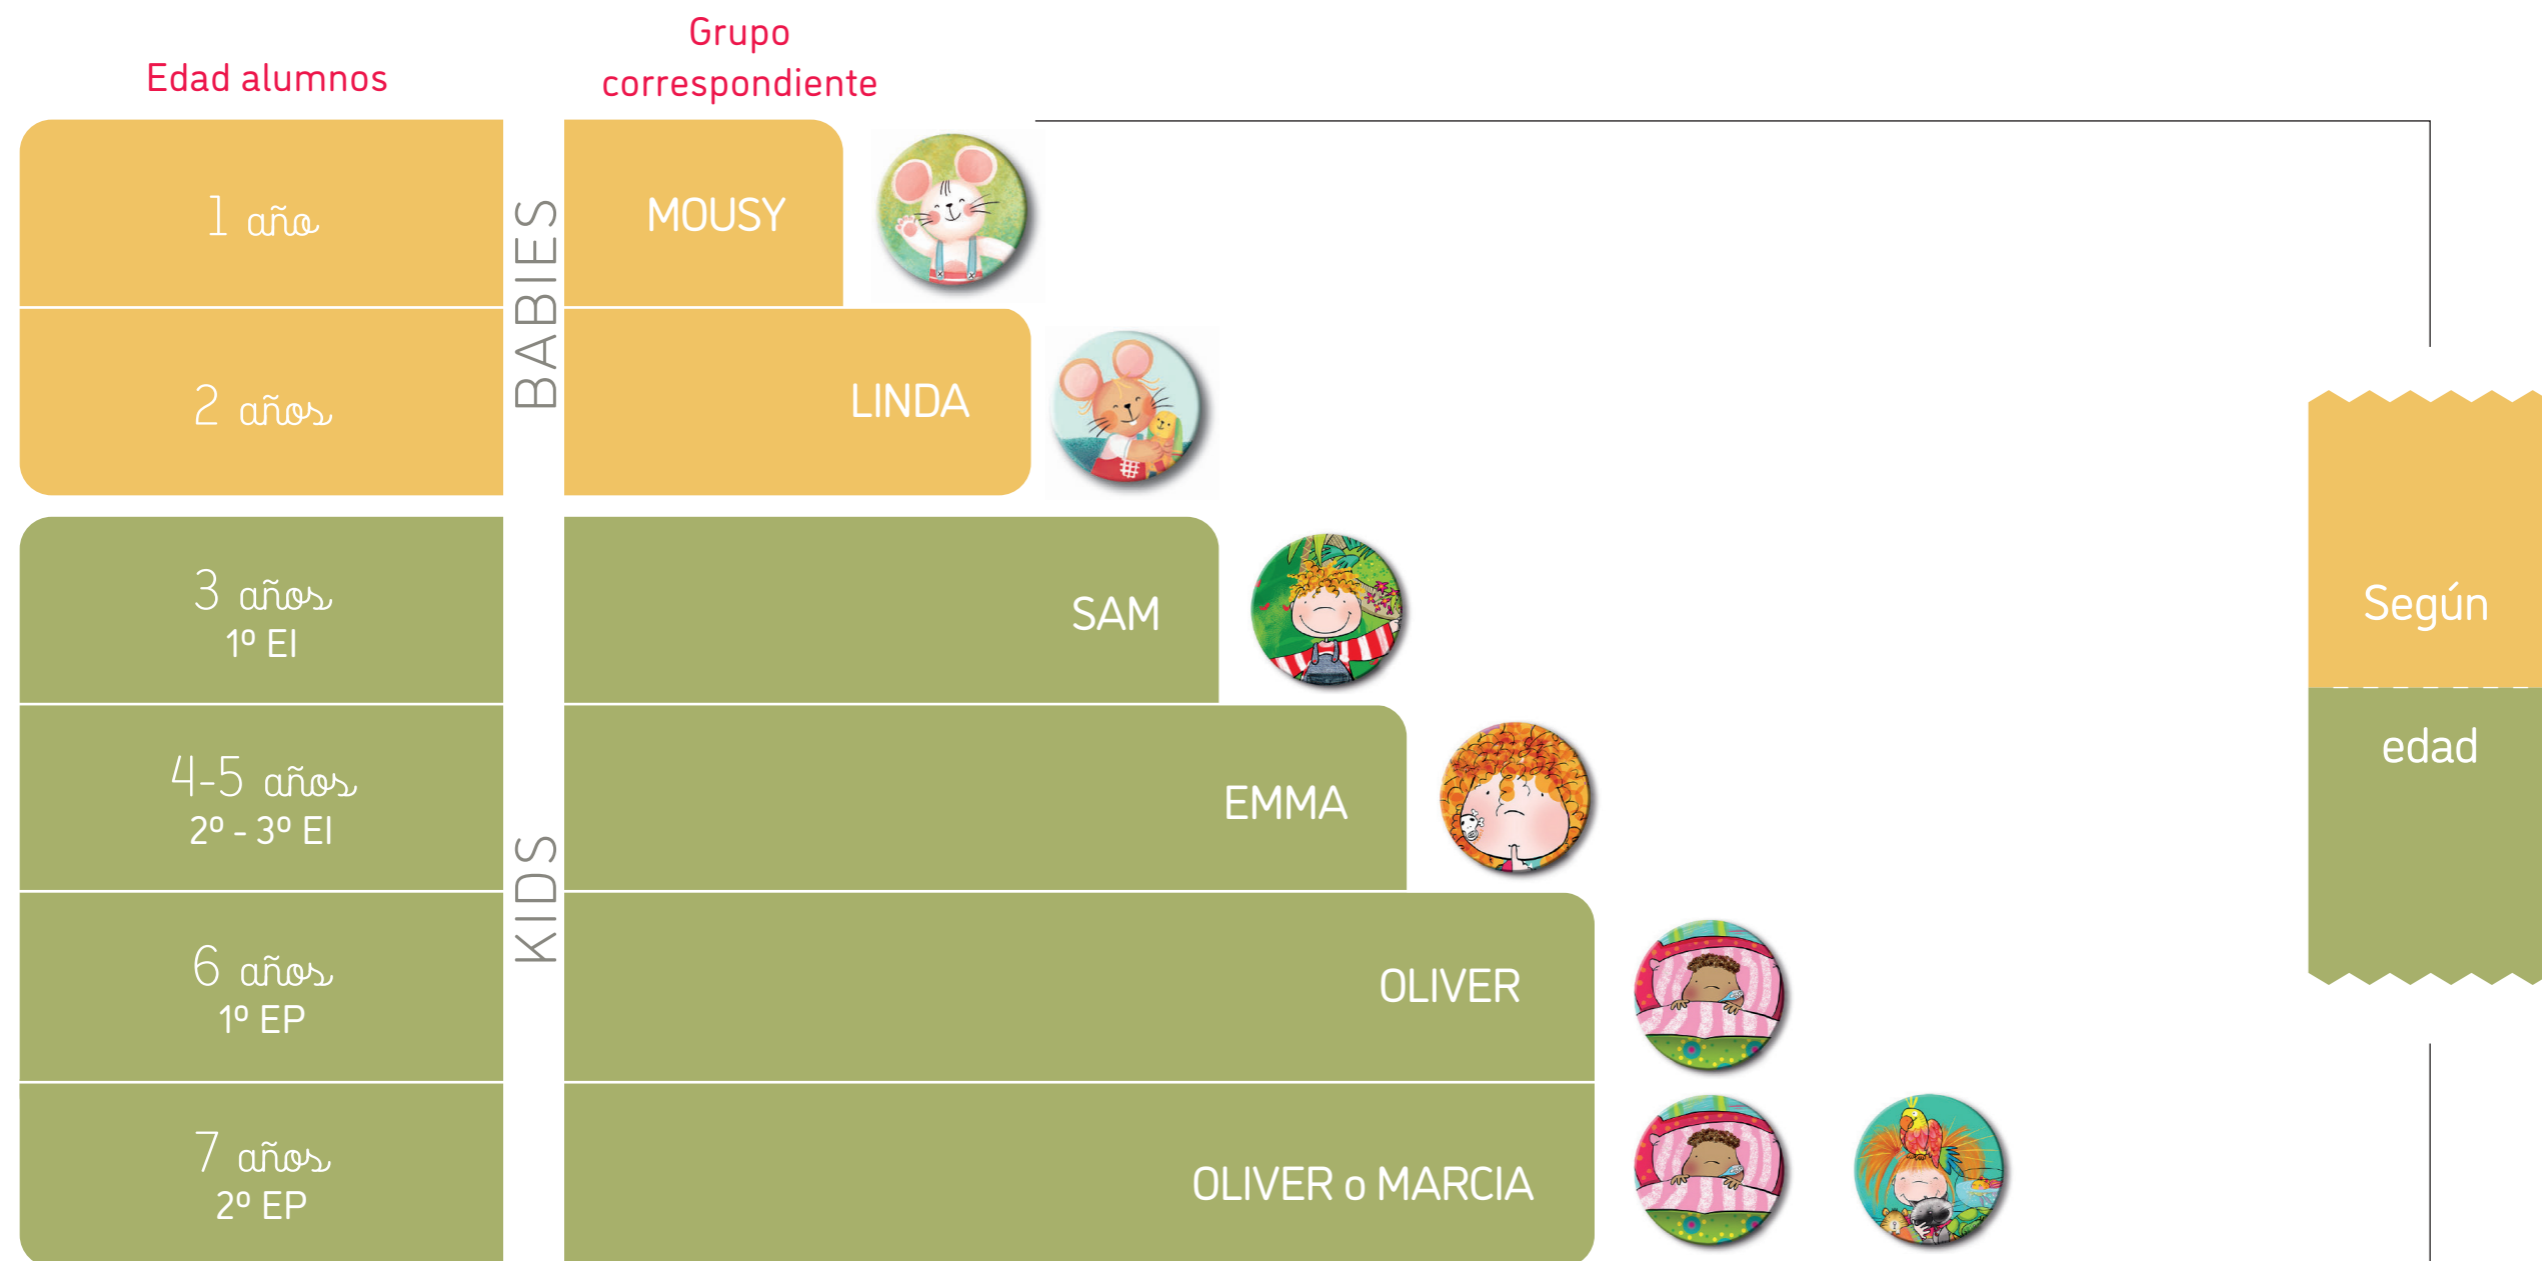 Edad alumnos
Grupo
correspondiente
BABIES
1 año
MOUSY
2 años
LINDA
KIDS
3 años
1º EI
SAM
4-5 años
2º - 3º EI
EMMA
6 años
1º EP
OLIVER
7 años
2º EP
OLIVER o MARCIA
Según
edad